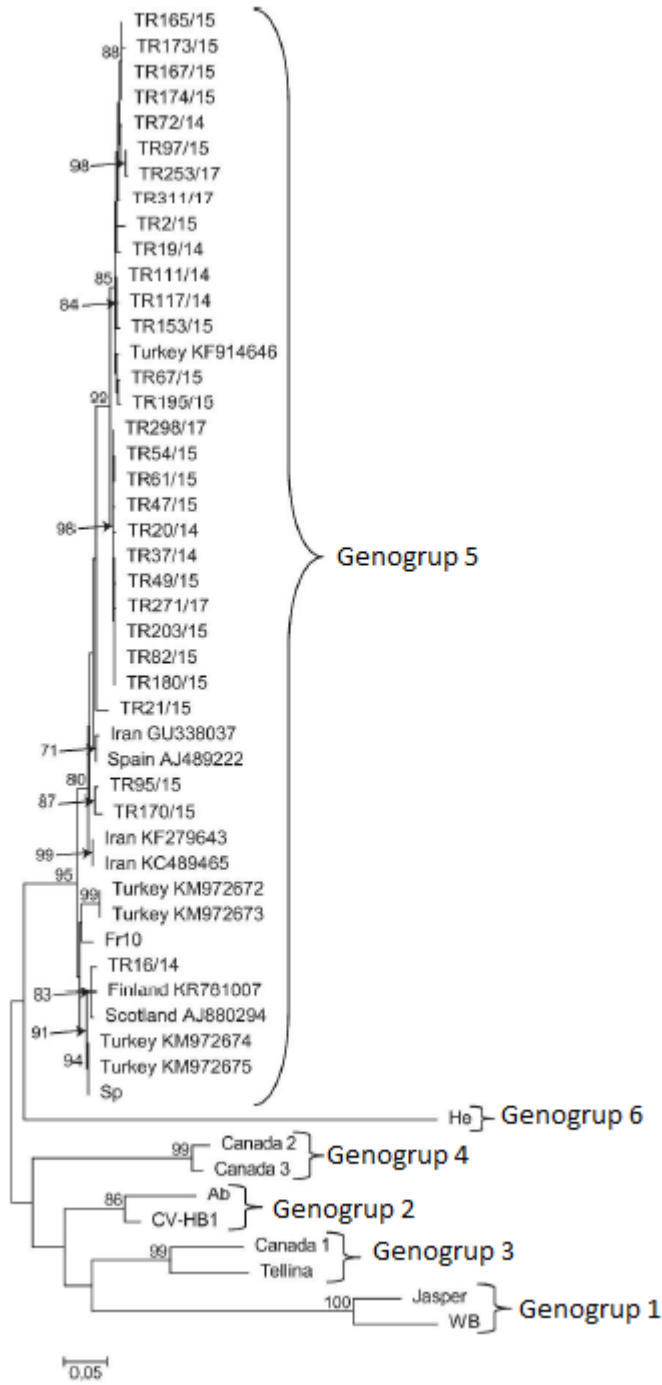 TR165/15
88
TR173/15
TR167/15
TR174/15
TR72/14
TR97/15
98
TR253/17
TR311/17
TR2/15
TR19/14
85
TR111/14
84
TR117/14
TR153/15
Turkey KF914646
TR67/15
99
TR195/15
TR298/17
TR54/15
TR61/15
TR47/15
98
TR20/14
TR37/14
Genogrup 5
TR49/15
TR271/17
TR203/15
TR82/15
TR180/15
TR21/15
Iran GU338037
71
Spain AJ489222
80
TR95/15
87
TR170/15
Iran KF279643
99
Iran KC489465
95
Turkey KM972672
99
Turkey KM972673
Fr10
TR16/14
83
Finland KR781007
Scotland AJ880294
91
Turkey KM972674
94
Turkey KM972675
Sp
He
Genogrup 6
Canada 2
99
Genogrup 4
Canada 3
Ab
86
Genogrup 2
CV-HB1
Canada 1
99
Genogrup 3
Tellina
Jasper
100
Genogrup 1
WB
0,05